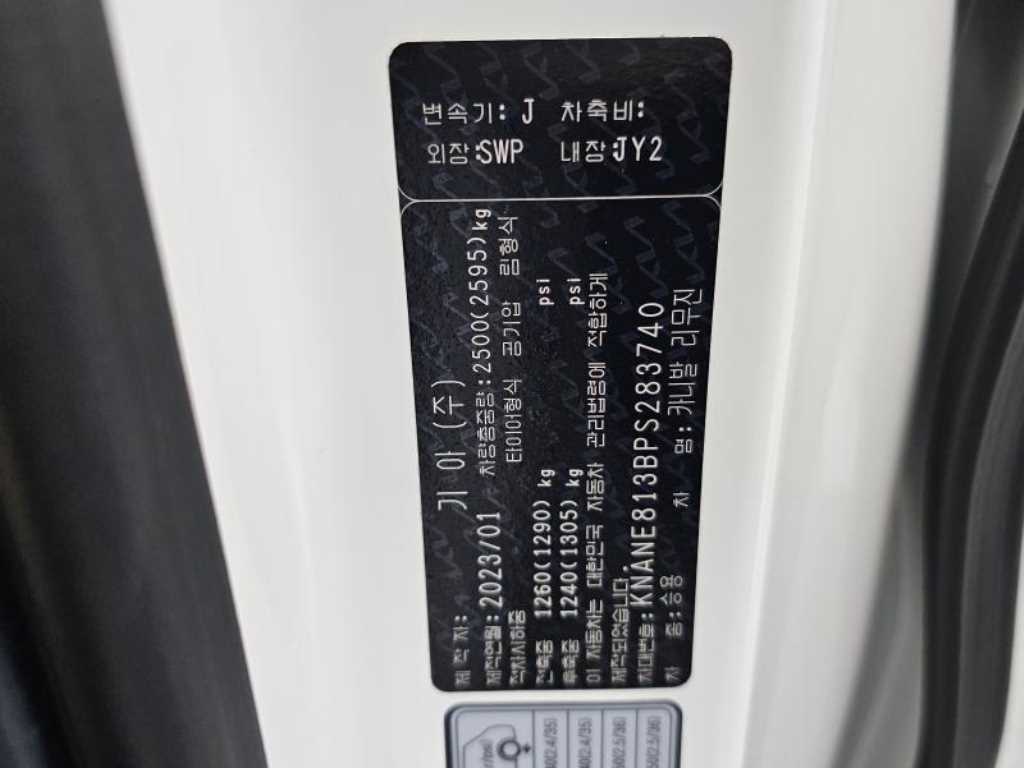 변속기: J 차축비:
외장:SWP 내장:JY2
제 작 자: 기 아 (주)
제작연월:2023/01 차량총중량:2500(2595)kg
적차시하중 타이어형식 공기압 림형식
전축중 1260(1290) kg psi
후축중 1240(1305) kg psi
이 자동차는 대한민국 자동차 관리법령에 적합하게
제작되었습니다.
차대번호:KNANE813BPS283740
차 종:승용 차 명:카니발 리무진